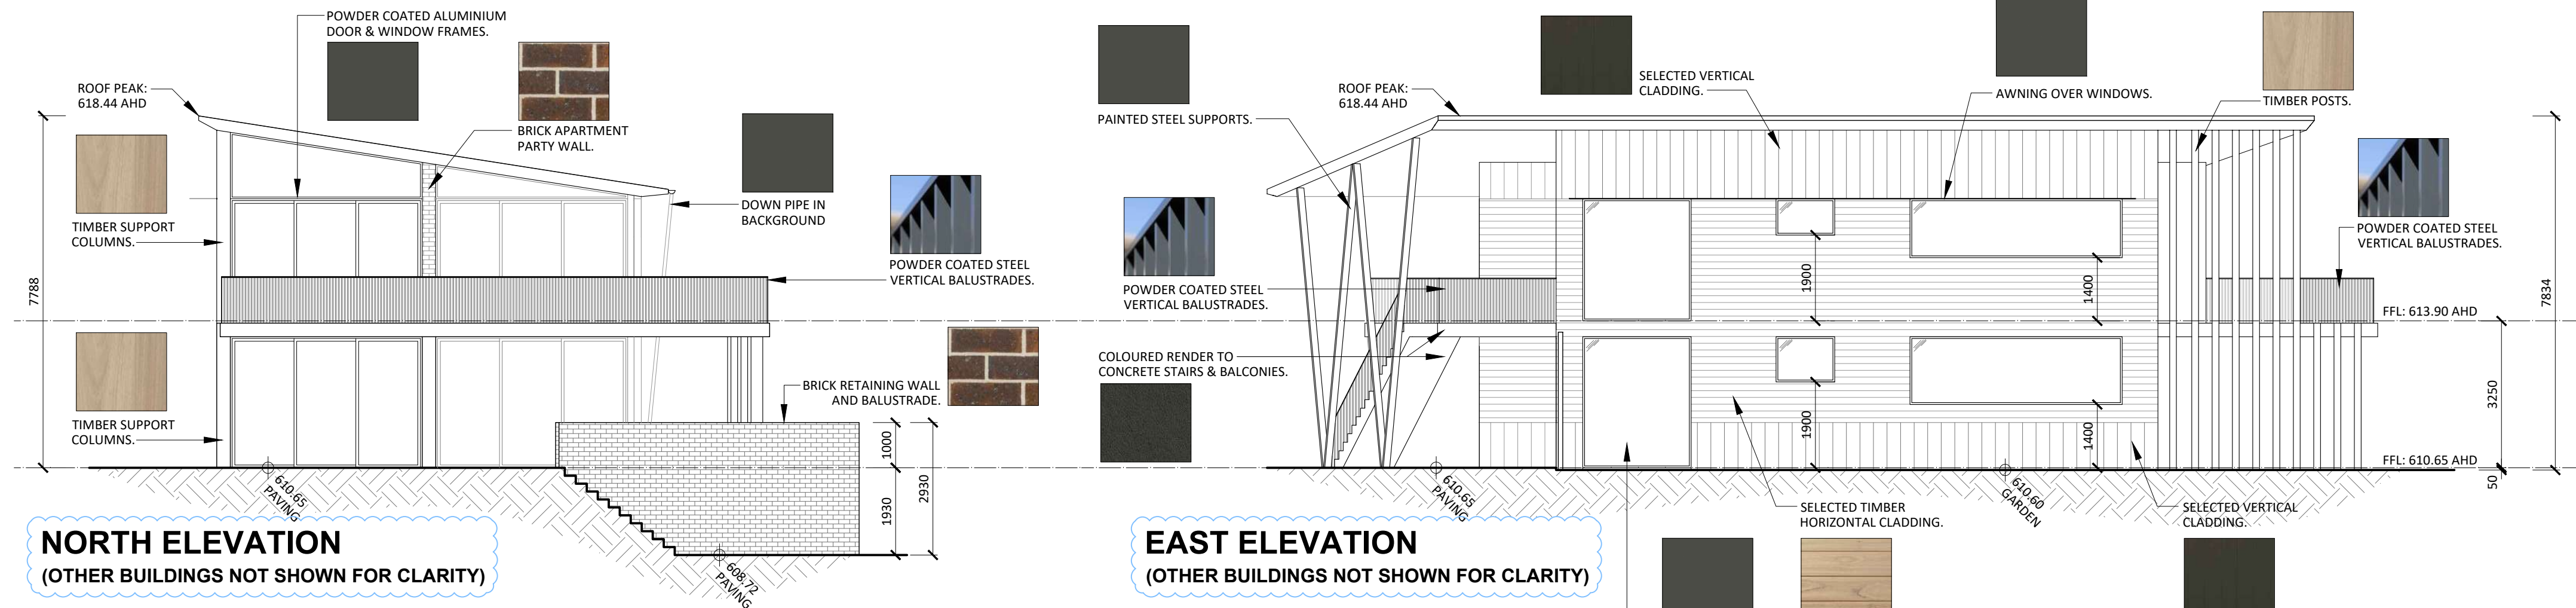 POWDER COATED ALUMINIUM
DOOR & WINDOW FRAMES.
ROOF PEAK:
618.44 AHD
BRICK APARTMENT
PARTY WALL.
TIMBER SUPPORT
COLUMNS.
DOWN PIPE IN
BACKGROUND
POWDER COATED STEEL
VERTICAL BALUSTRADES.
7788
TIMBER SUPPORT
COLUMNS.
BRICK RETAINING WALL
AND BALUSTRADE.
1000
1930
2930
610.65
PAVING
608.72
PAVING
NORTH ELEVATION
(OTHER BUILDINGS NOT SHOWN FOR CLARITY)
PAINTED STEEL SUPPORTS.
ROOF PEAK:
618.44 AHD
SELECTED VERTICAL
CLADDING.
AWNING OVER WINDOWS.
TIMBER POSTS.
POWDER COATED STEEL
VERTICAL BALUSTRADES.
POWDER COATED STEEL
VERTICAL BALUSTRADES.
1900
1400
7834
FFL: 613.90 AHD
COLOURED RENDER TO
CONCRETE STAIRS & BALCONIES.
1900
1400
3250
FFL: 610.65 AHD
50
610.65
PAVING
610.60
GARDEN
SELECTED TIMBER
HORIZONTAL CLADDING.
SELECTED VERTICAL
CLADDING.
EAST ELEVATION
(OTHER BUILDINGS NOT SHOWN FOR CLARITY)